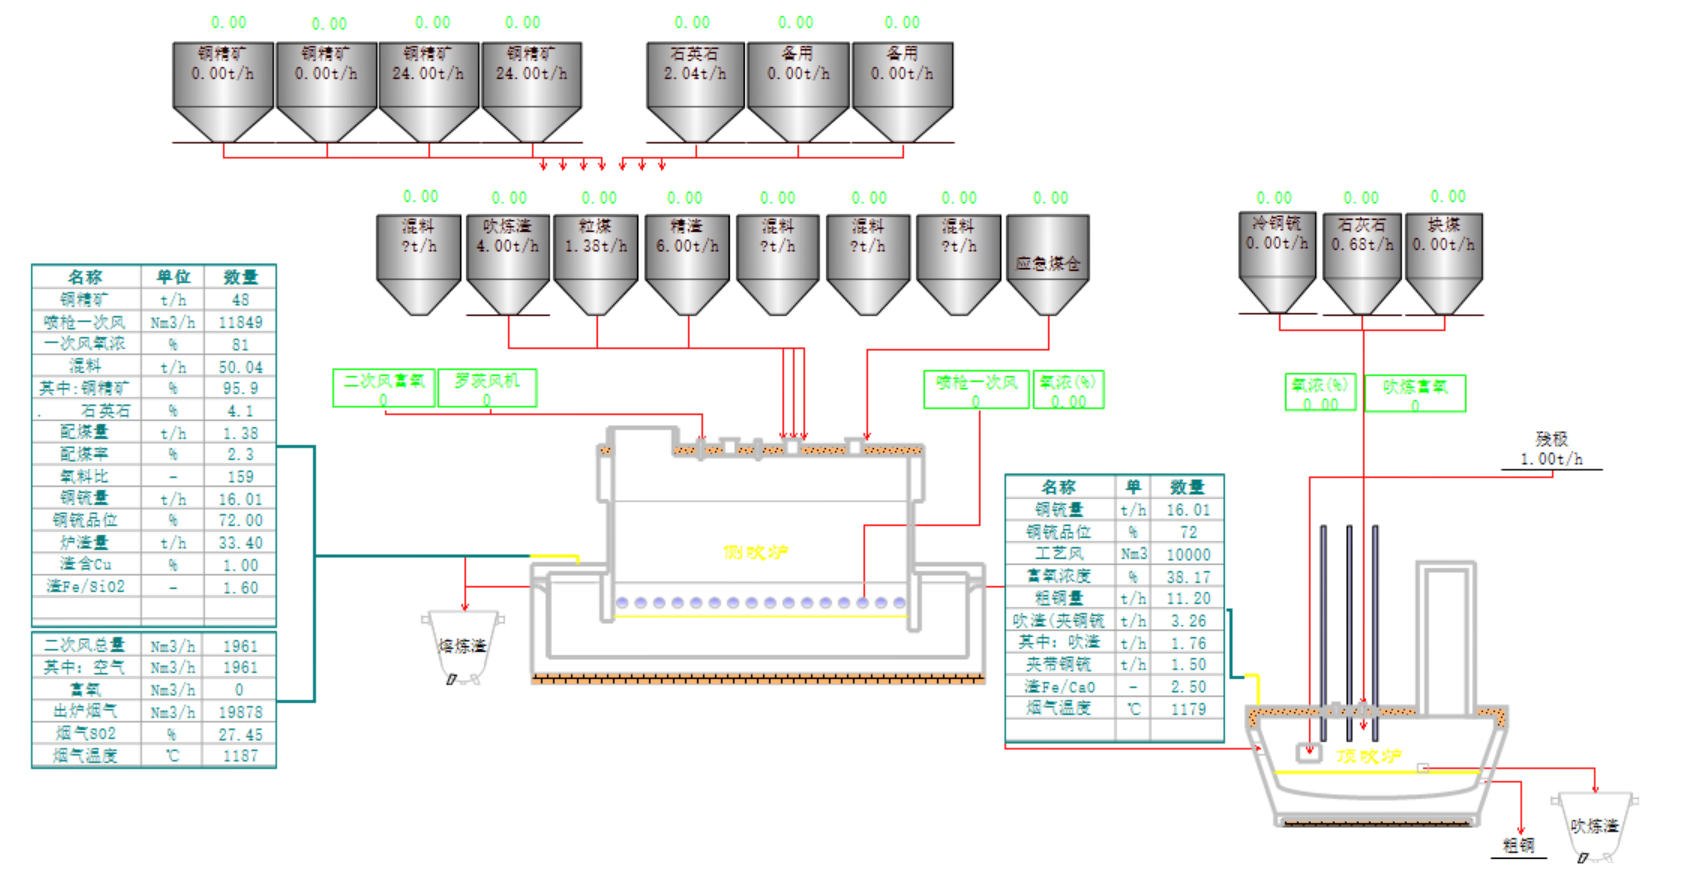 0.00 0.00 0.00 0.00 0.00 0.00 0.00
铜精矿 铜精矿 铜精矿 铜精矿 石英石 备用 备用
0.00t/h 0.00t/h 24.00t/h 24.00t/h 2.04t/h 0.00t/h 0.00t/h
0.00 0.00 0.00 0.00 0.00 0.00 0.00 0.00 0.00 0.00 0.00
混料 吹炼渣 粒煤 精渣 混料 混料 混料 冷铜锍 石灰石 块煤
?t/h 4.00t/h 1.38t/h 6.00t/h ?t/h ?t/h ?t/h 0.00t/h 0.68t/h 0.00t/h
应急煤仓
名称 单位 数量
铜精矿 t/h 48
喷枪一次风 Nm3/h 11849
一次风氧浓 % 81
混料 t/h 50.04
其中:铜精矿 % 95.9
. 石英石 % 4.1
配煤量 t/h 1.38
配煤率 % 2.3
氧料比 - 159
铜锍量 t/h 16.01
铜锍品位 % 72.00
炉渣量 t/h 33.40
渣含Cu % 1.00
渣Fe/SiO2 - 1.60
二次风总量 Nm3/h 1961
其中: 空气 Nm3/h 1961
富氧 Nm3/h 0
出炉烟气 Nm3/h 19878
烟气SO2 % 27.45
烟气温度 ℃ 1187
二次风富氧 罗茨风机
0 0
喷枪一次风 氧浓(%)
0 0.00
氧浓(%) 吹炼富氧
0.00 0
残极
1.00t/h
侧吹炉
熔炼渣
名称 单 数量
铜锍量 t/h 16.01
铜锍品位 % 72
工艺风 Nm3 10000
富氧浓度 % 38.17
粗铜量 t/h 11.20
吹渣(夹铜锍 t/h 3.26
其中: 吹渣 t/h 1.76
夹带铜锍 t/h 1.50
渣Fe/CaO - 2.50
烟气温度 ℃ 1179
顶吹炉
粗铜
吹炼渣